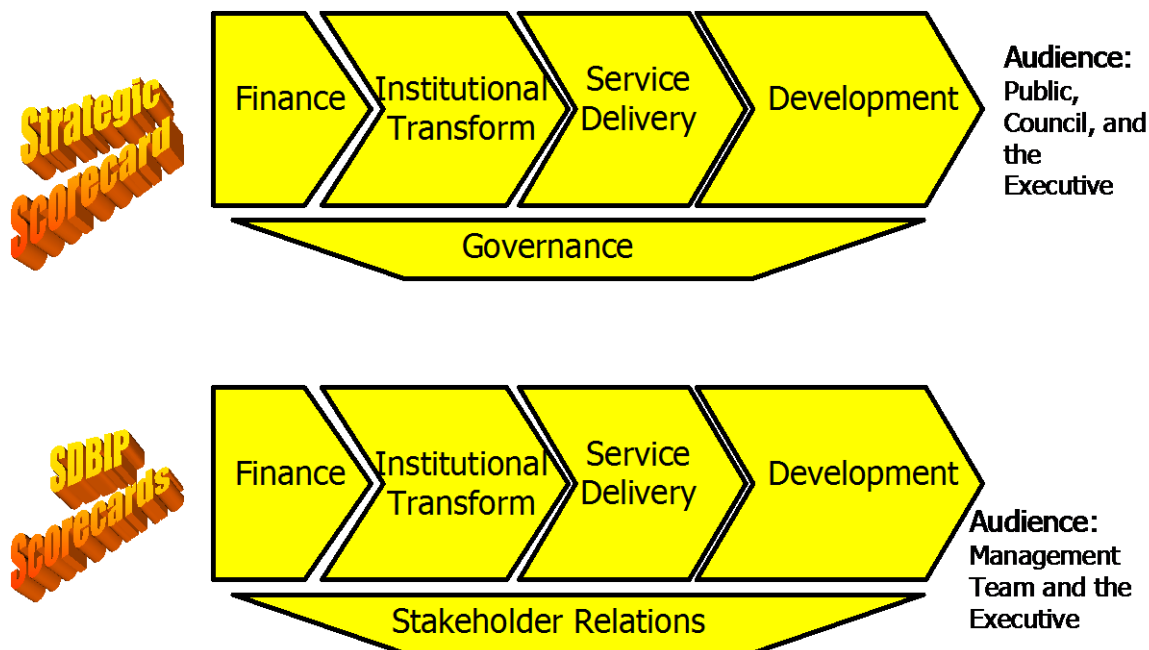 Strategic
Scorecard
Finance
Institutional
Transform
Service
Delivery
Development
Audience:
Public,
Council, and
the
Executive
Governance
SDBIP
Scorecards
Finance
Institutional
Transform
Service
Delivery
Development
Audience:
Management
Team and the
Executive
Stakeholder Relations